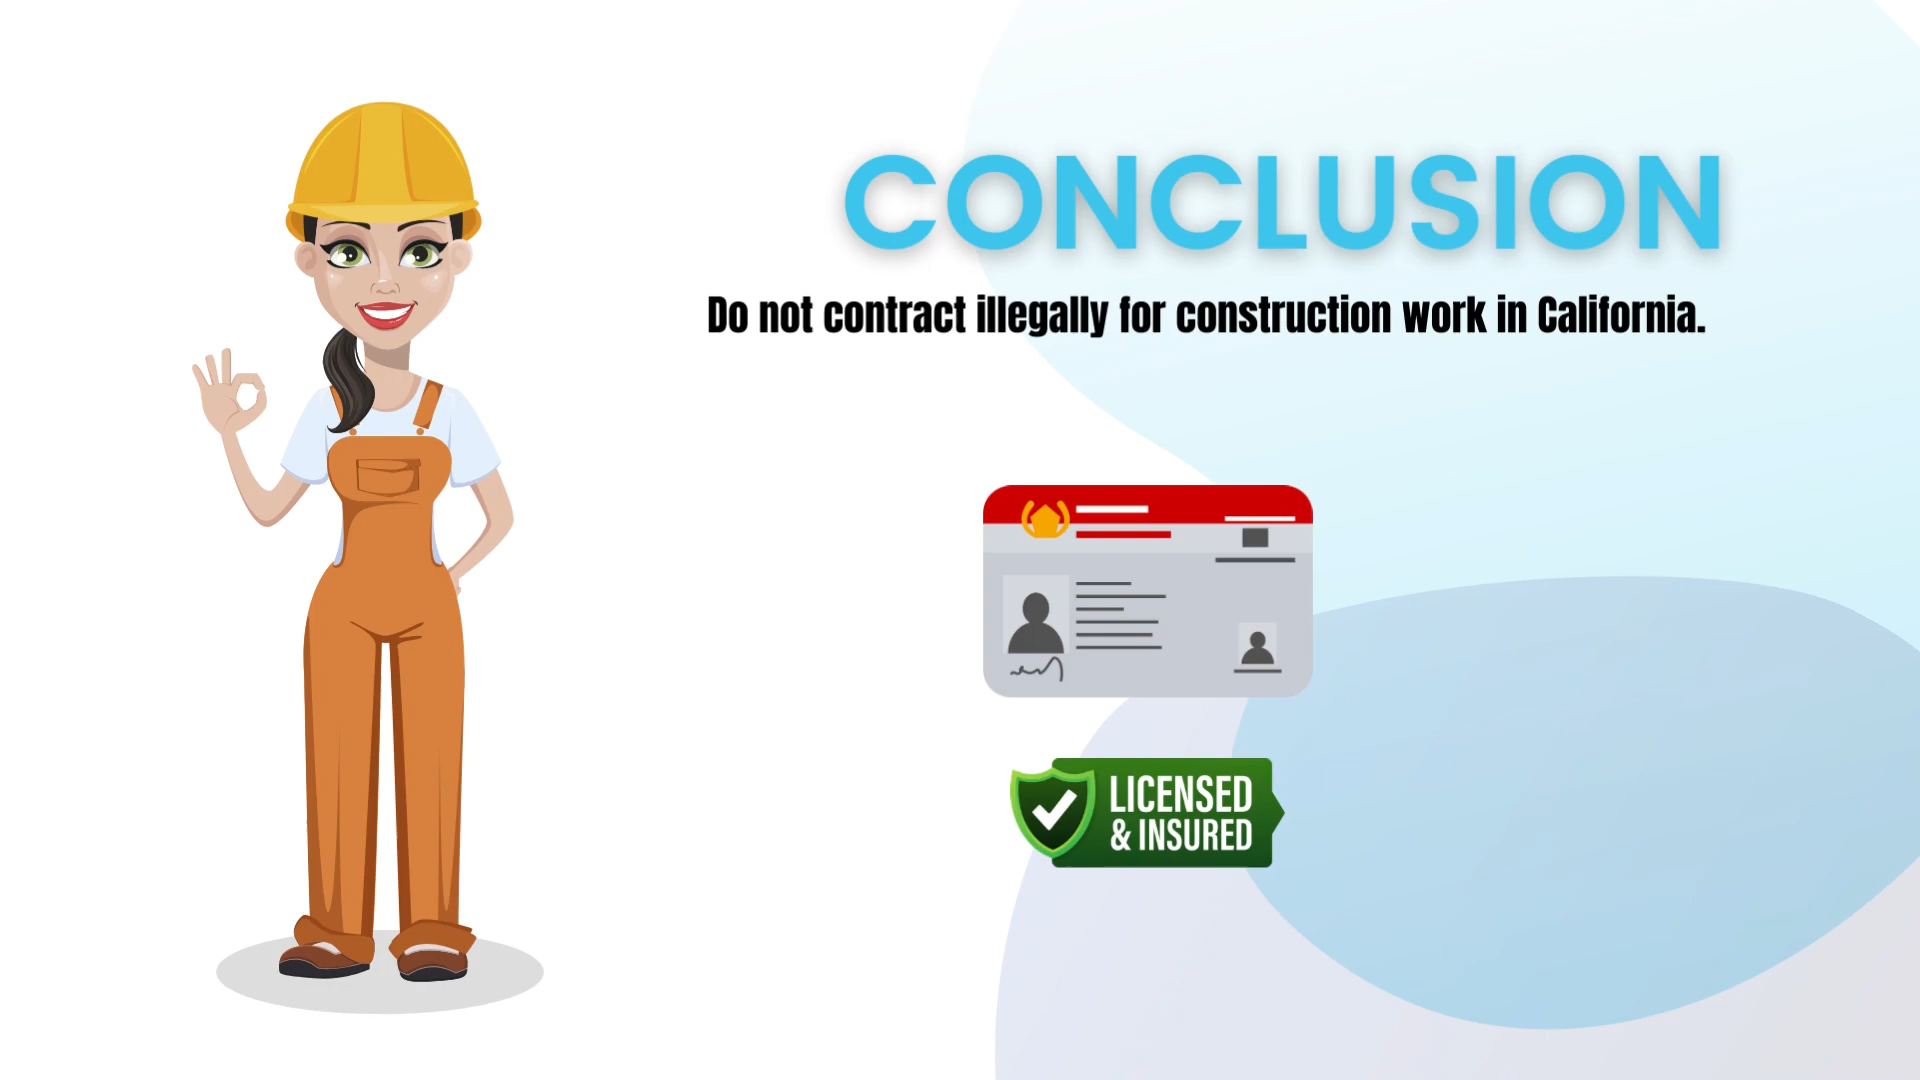 CONCLUSION
Do not contract illegally for construction work in California.
LICENSED
& INSURED